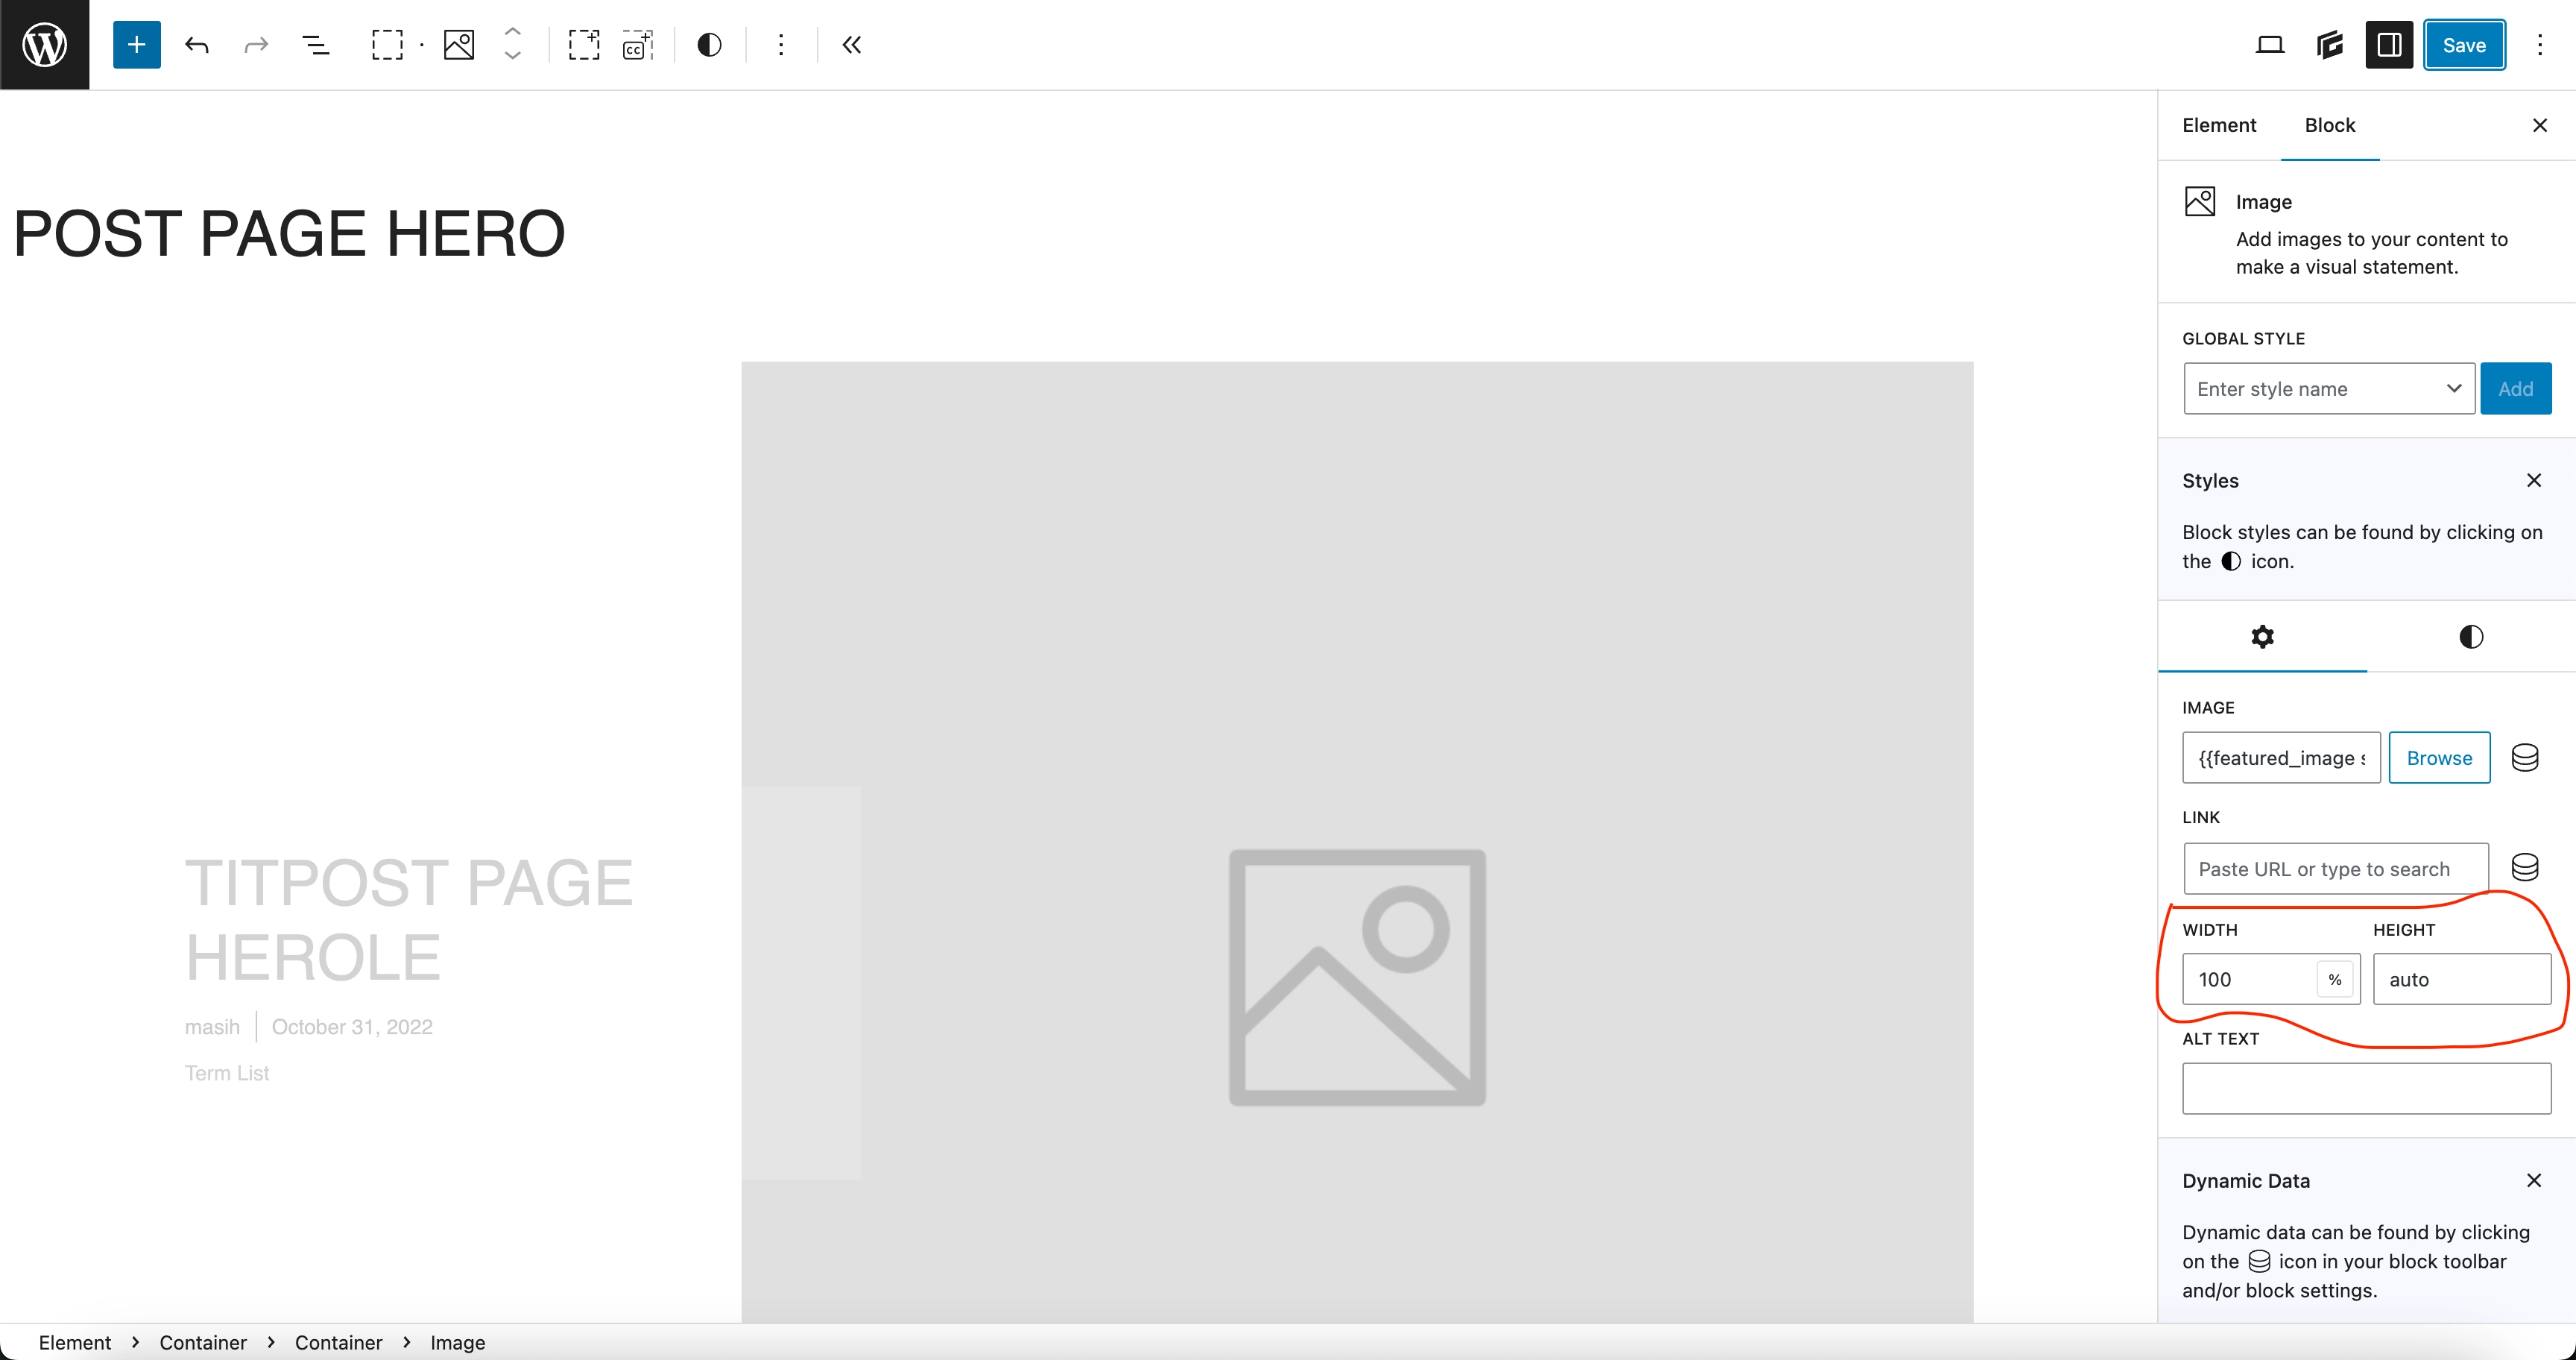 Save
Element
Block
POST PAGE HERO
Image
Add images to your content to
make a visual statement.
GLOBAL STYLE
Enter style name
Add
Styles
Block styles can be found by clicking on
the icon.
IMAGE
{{featured_image s
Browse
LINK
Paste URL or type to search
WIDTH
HEIGHT
100
%
auto
ALT TEXT
TITPOST PAGE
HEROLE
masih
October 31, 2022
Term List
Dynamic Data
Dynamic data can be found by clicking
on the icon in your block toolbar
and/or block settings.
Element > Container > Container > Image